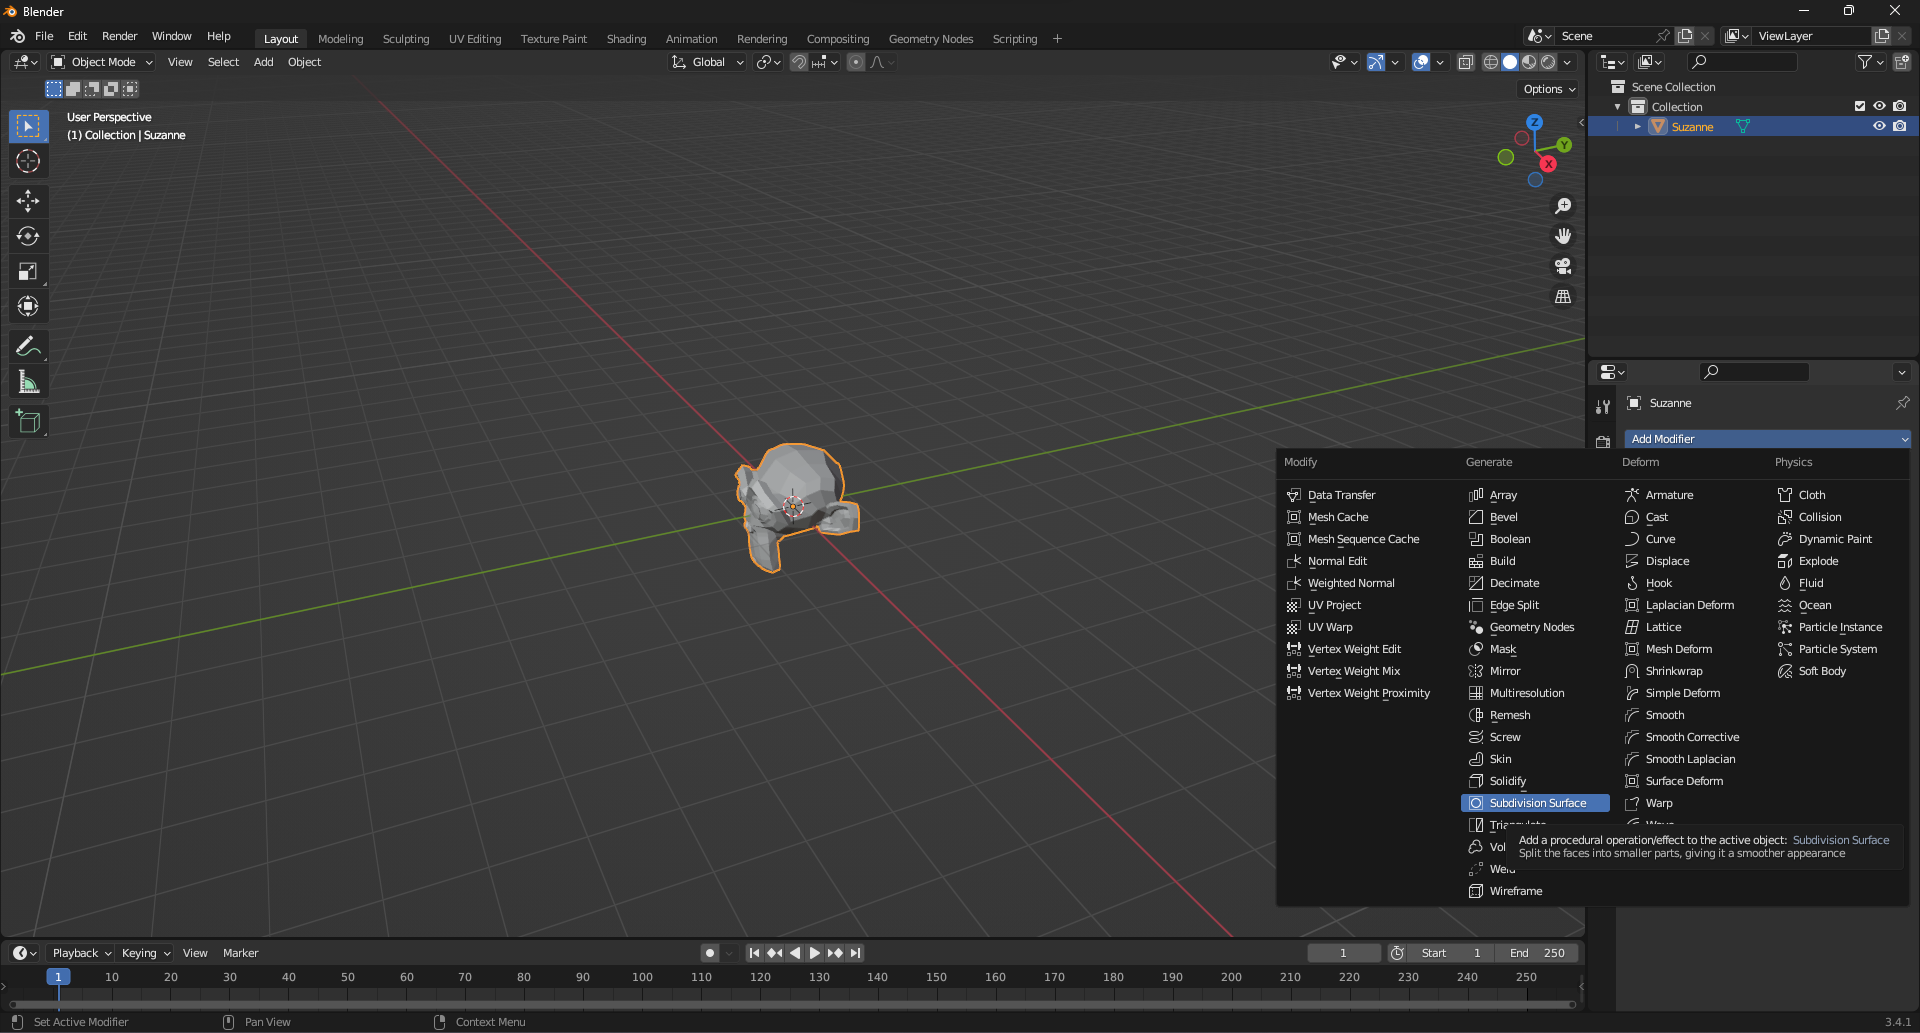 Blender
File Edit Render Window Help Layout Modeling Sculpting UV Editing Texture Paint Shading Animation Rendering Compositing Geometry Nodes Scripting + Scene ViewLayer
Object Mode View Select Add Object Global
Options
User Perspective
(1) Collection | Suzanne
Z
Y
X
Scene Collection
Collection
Suzanne
Suzanne
Add Modifier
Modify Generate Deform Physics
Data Transfer Array Armature Cloth
Mesh Cache Bevel Cast Collision
Mesh Sequence Cache Boolean Curve Dynamic Paint
Normal Edit Build Displace Explode
Weighted Normal Decimate Hook Fluid
UV Project Edge Split Laplacian Deform Ocean
UV Warp Geometry Nodes Lattice Particle Instance
Vertex Weight Edit Mask Mesh Deform Particle System
Vertex Weight Mix Mirror Shrinkwrap Soft Body
Vertex Weight Proximity Multiresolution Simple Deform
Remesh Smooth
Screw Smooth Corrective
Skin Smooth Laplacian
Solidify Surface Deform
Subdivision Surface Warp
Add a procedural operation/effect to the active object: Subdivision Surface
Split the faces into smaller parts, giving it a smoother appearance
Vol
Weld
Wireframe
Playback Keying View Marker 1 Start 1 End 250
1 10 20 30 40 50 60 70 80 90 100 110 120 130 140 150 160 170 180 190 200 210 220 230 240 250
Set Active Modifier Pan View Context Menu 3.4.1